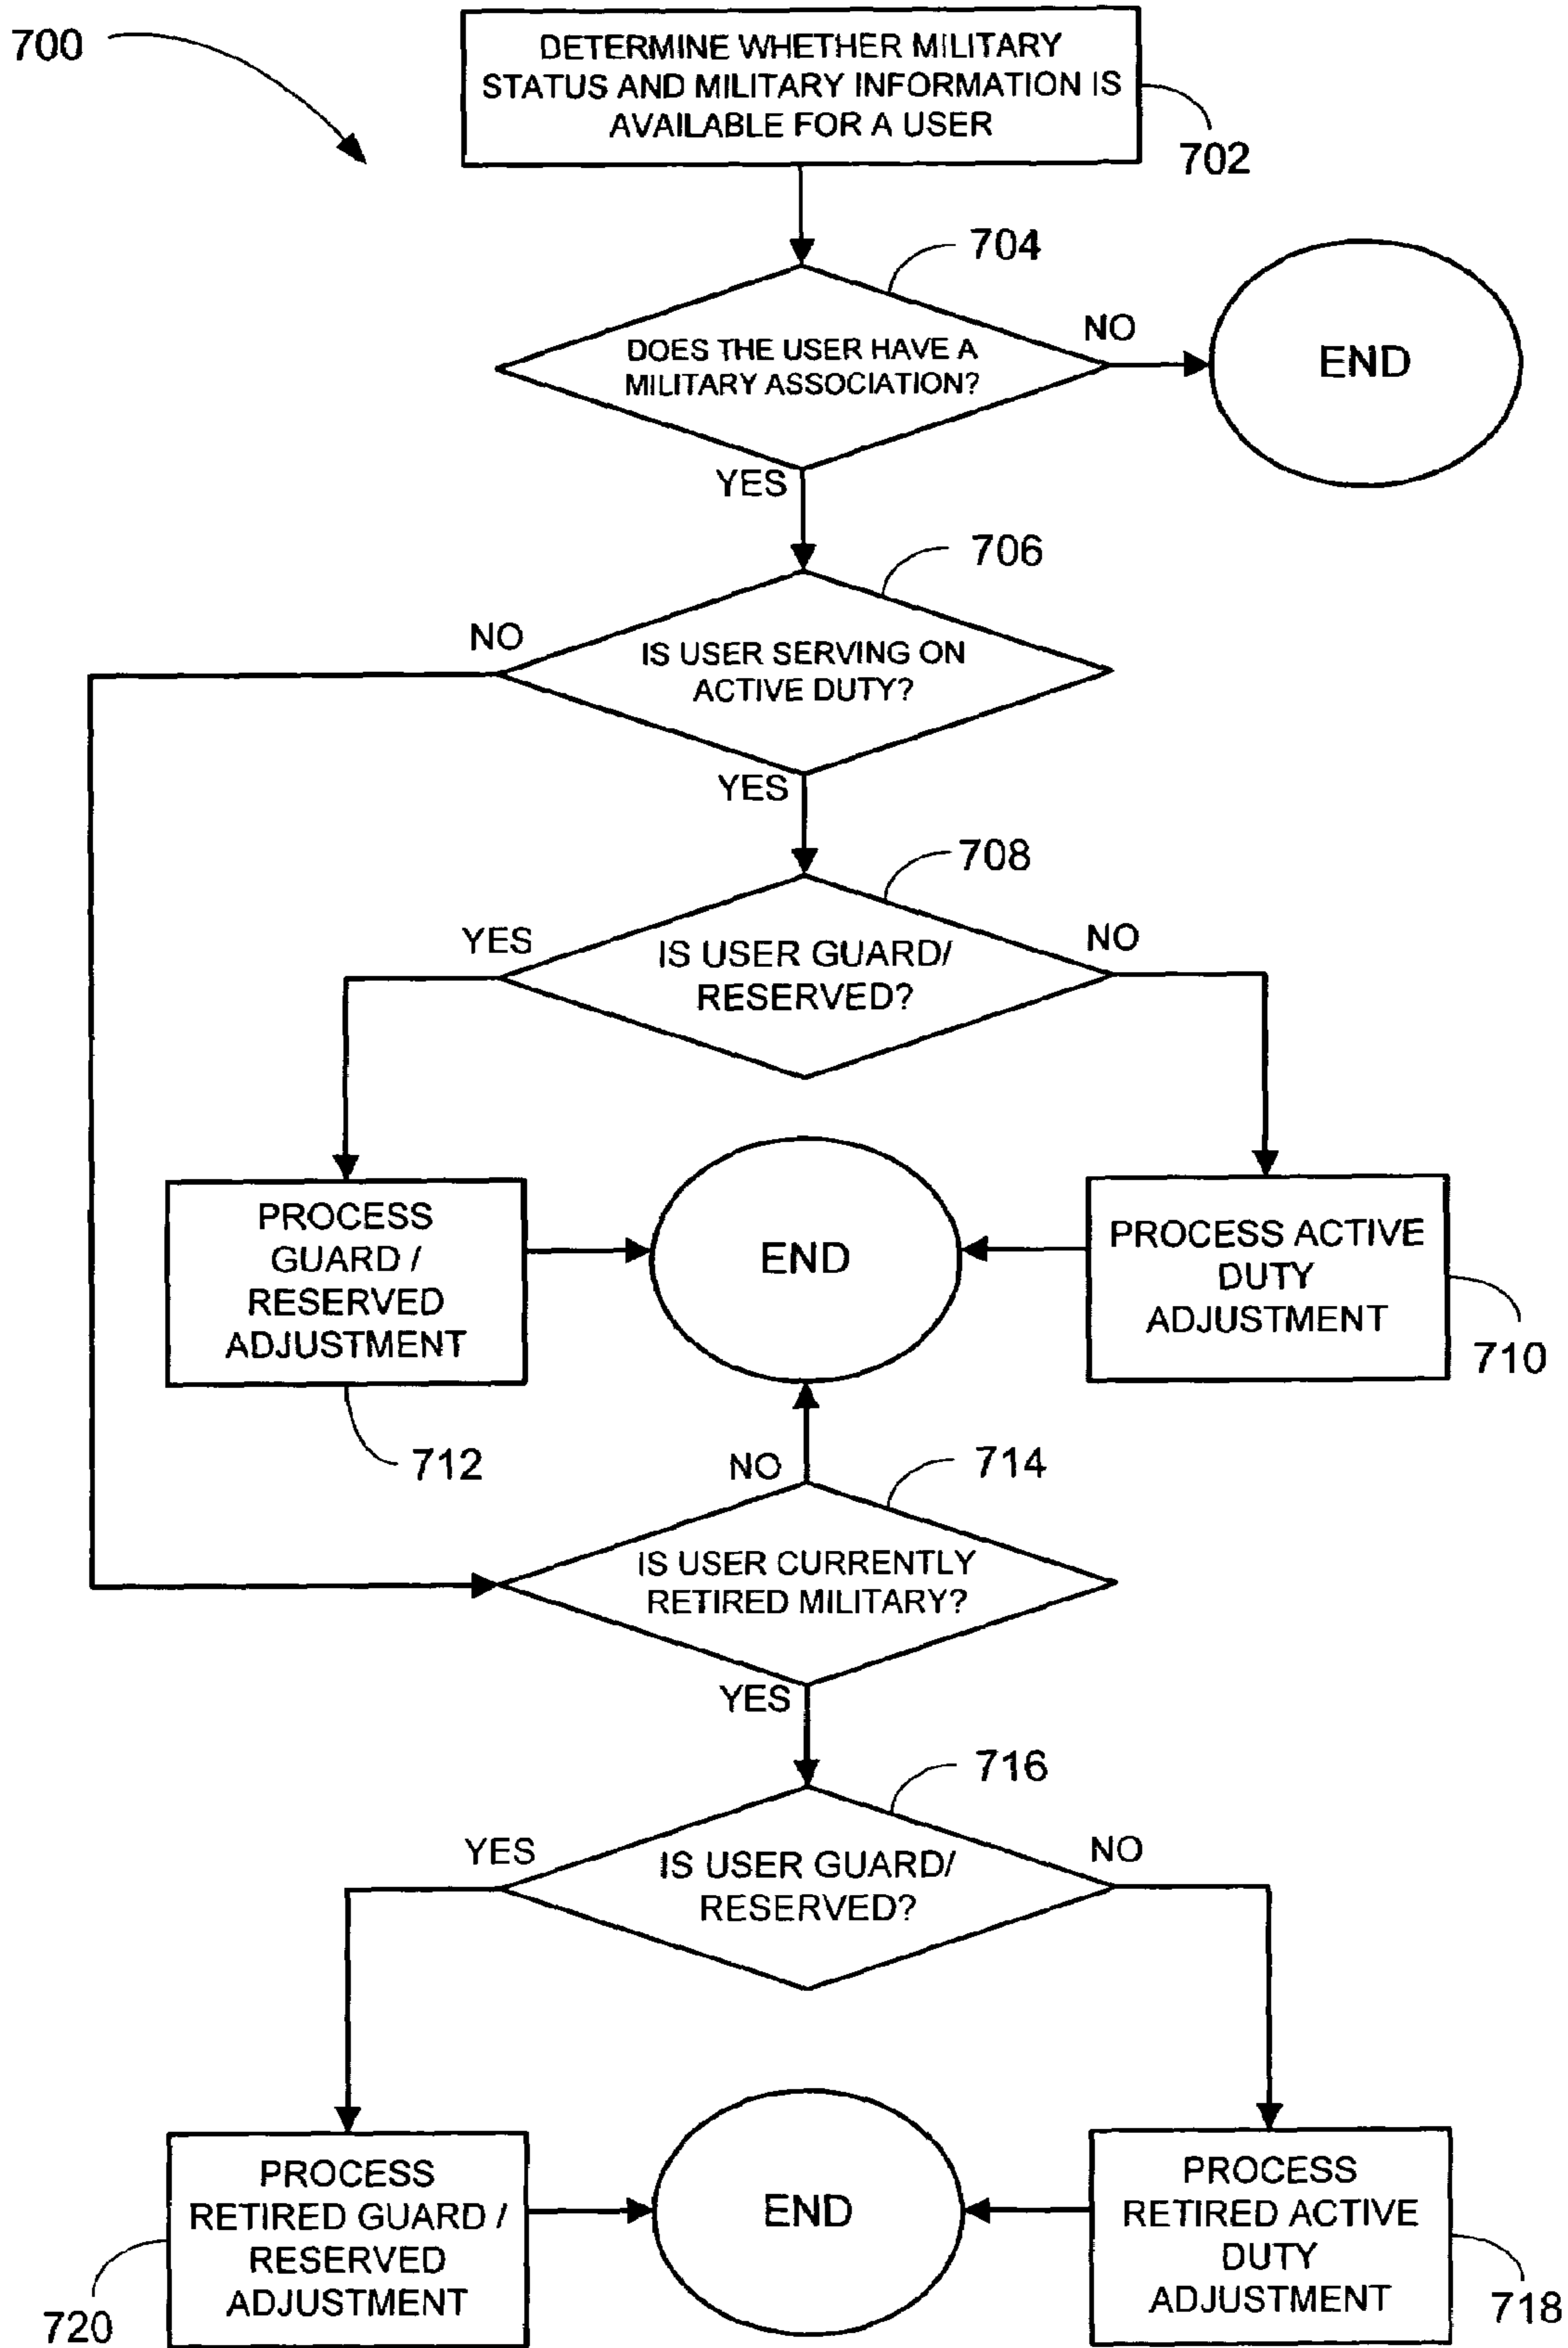 700
DETERMINE WHETHER MILITARY
STATUS AND MILITARY INFORMATION IS
AVAILABLE FOR A USER
702
704
DOES THE USER HAVE A
MILITARY ASSOCIATION?
NO
END
YES
706
NO
IS USER SERVING ON
ACTIVE DUTY?
YES
708
YES
IS USER GUARD/
RESERVED?
NO
PROCESS
GUARD /
RESERVED
ADJUSTMENT
712
END
PROCESS ACTIVE
DUTY
ADJUSTMENT
710
NO
714
IS USER CURRENTLY
RETIRED MILITARY?
YES
716
YES
IS USER GUARD/
RESERVED?
NO
PROCESS
RETIRED GUARD /
RESERVED
ADJUSTMENT
720
END
PROCESS
RETIRED ACTIVE
DUTY
ADJUSTMENT
718